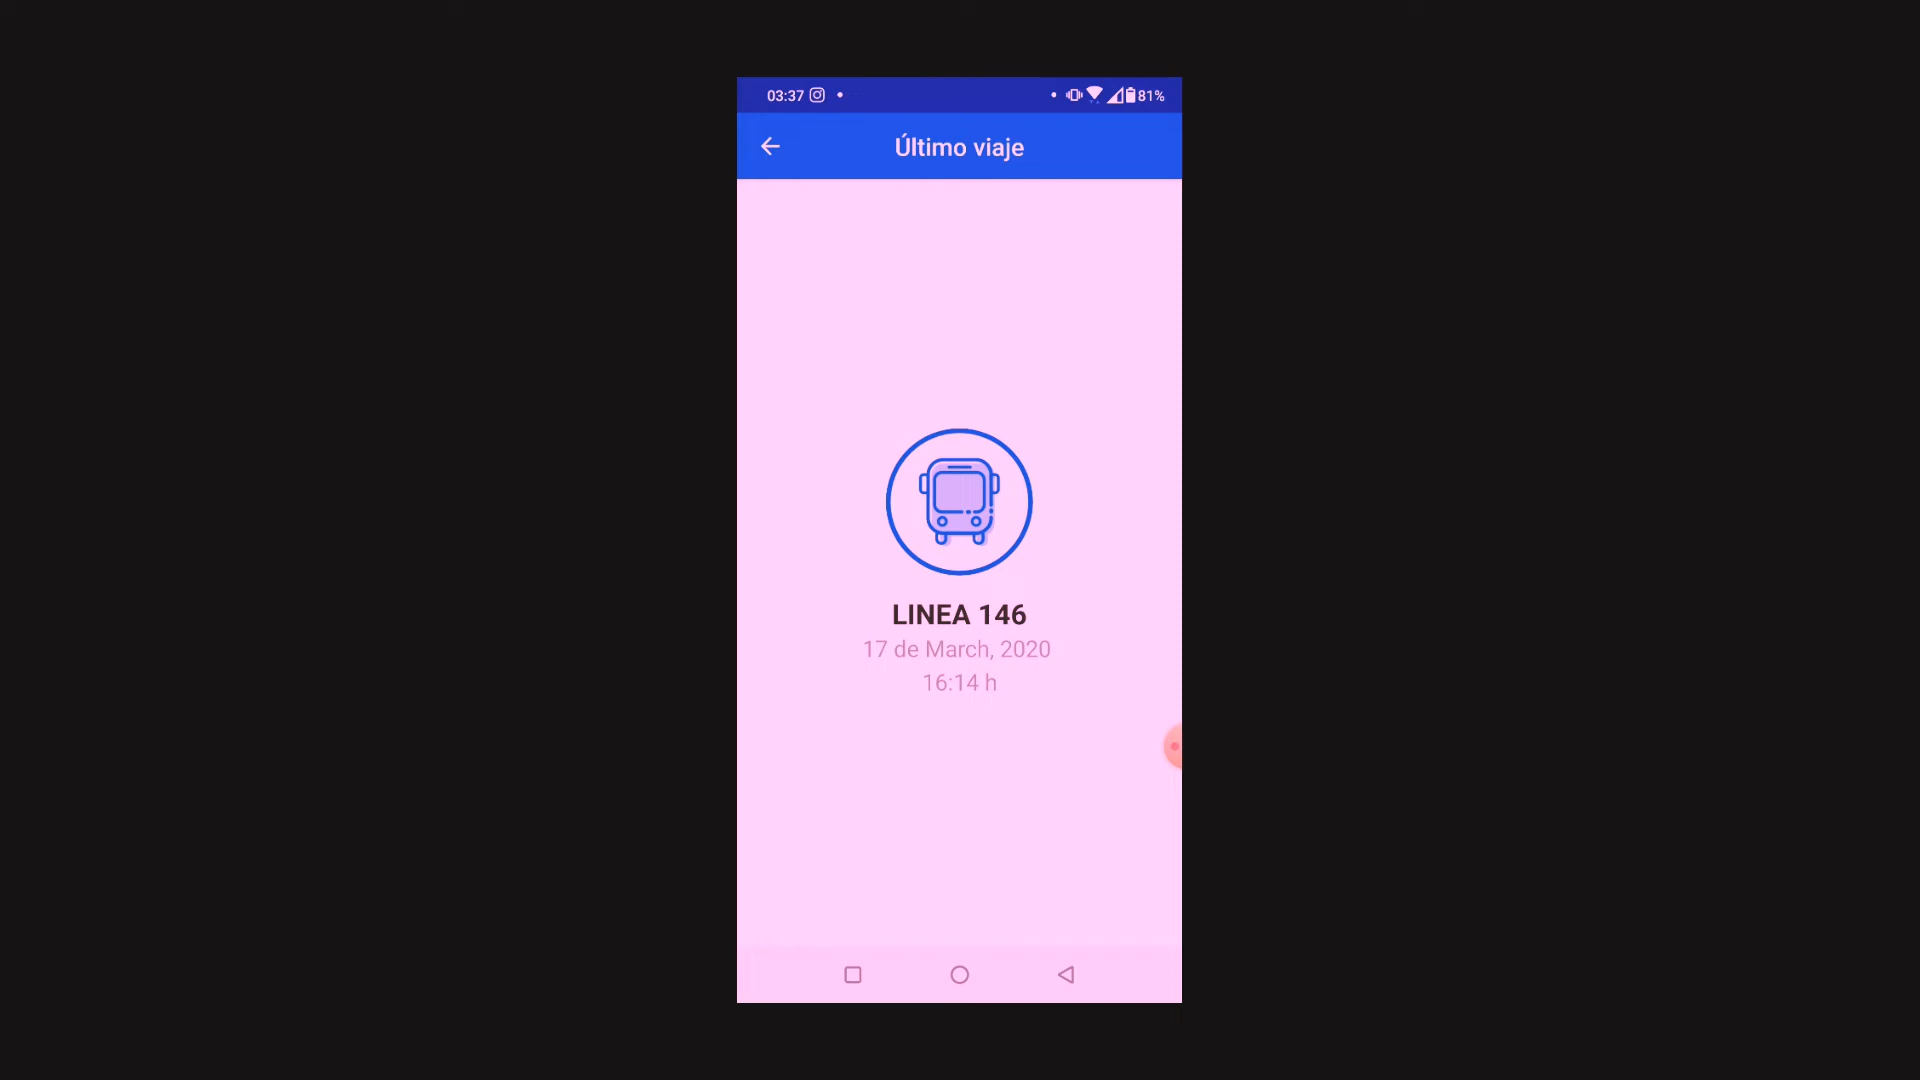 03:37
81%
Último viaje
LINEA 146
17 de March, 2020
16:14 h